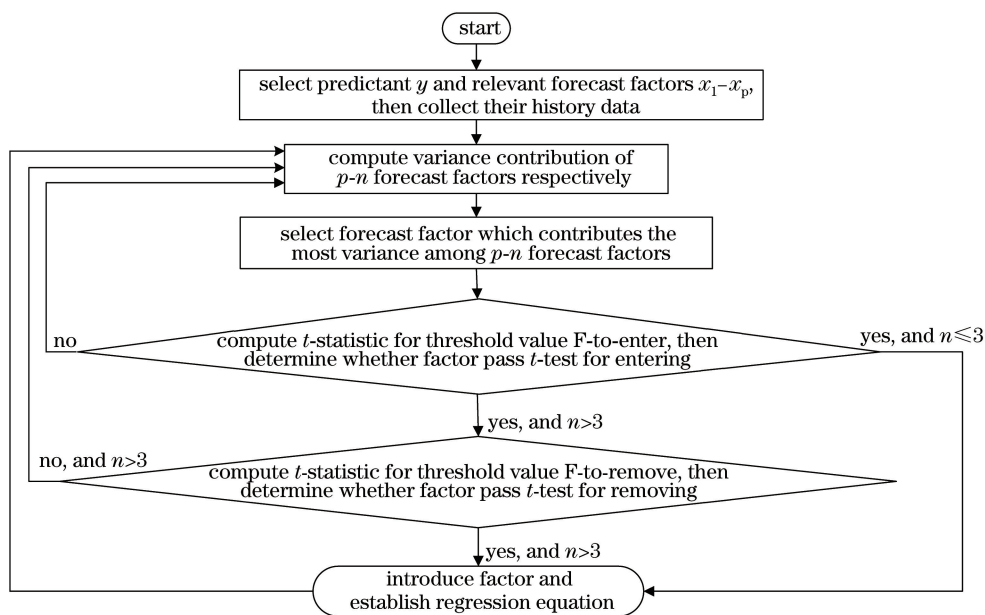 start
select predictant y and relevant forecast factors x₁–xₚ,
then collect their history data
compute variance contribution of
p-n forecast factors respectively
select forecast factor which contributes the
most variance among p-n forecast factors
no
yes, and n≤3
compute t-statistic for threshold value F-to-enter, then
determine whether factor pass t-test for entering
yes, and n>3
no, and n>3
compute t-statistic for threshold value F-to-remove, then
determine whether factor pass t-test for removing
yes, and n>3
introduce factor and
establish regression equation